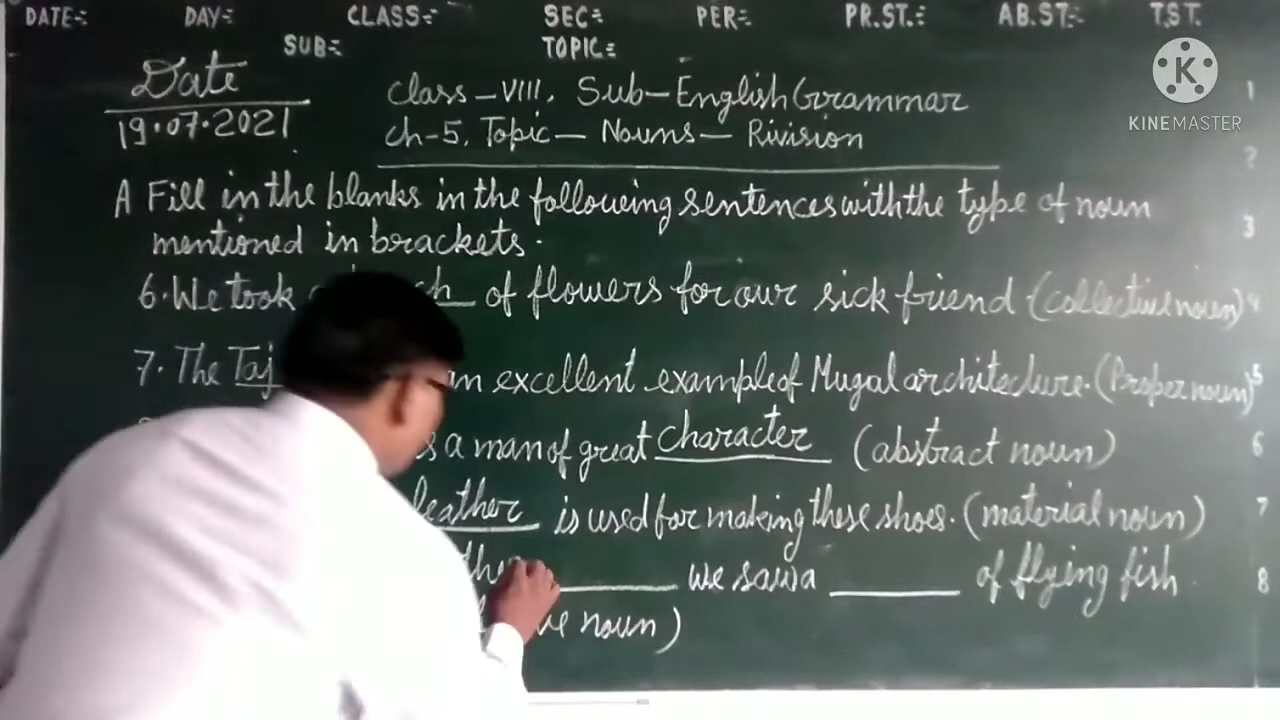 DATE:- DAY:- CLASS:- SEC:- PER:- PR.ST.:- AB.ST:- T.ST.
SUB:- TOPIC:-
Date
19.07.2021
Class-VIII, Sub-English Grammar
ch-5, Topic- Nouns- Rivision
A Fill in the blanks in the following sentences with the type of noun
mentioned in brackets.
6. We took of flowers for our sick friend (collective noun)
7. The Taj an excellent example of Mugal architecture. (Proper noun)
a man of great character (abstract noun)
leather is used for making these shoes. (material noun)
the ______ we saw a ______ of flying fish
noun)
1
2
3
4
5
6
7
8
K
KINEMASTER